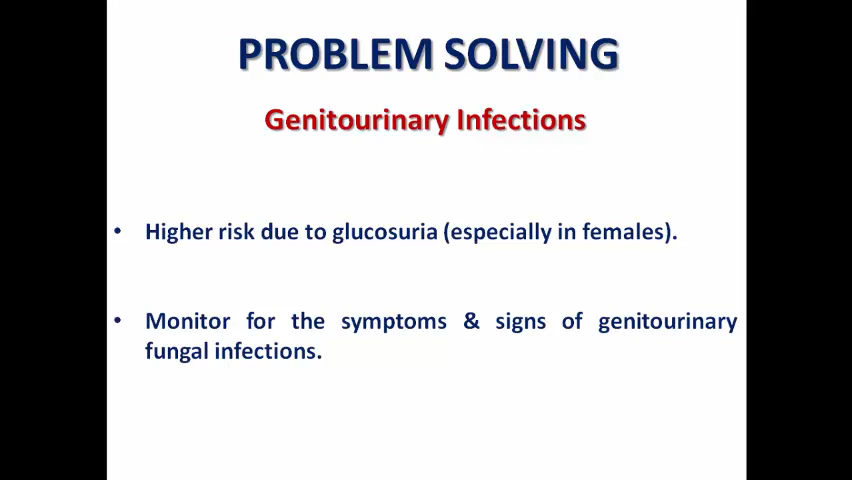 PROBLEM SOLVING
Genitourinary Infections
• Higher risk due to glucosuria (especially in females).
• Monitor for the symptoms & signs of genitourinary
fungal infections.